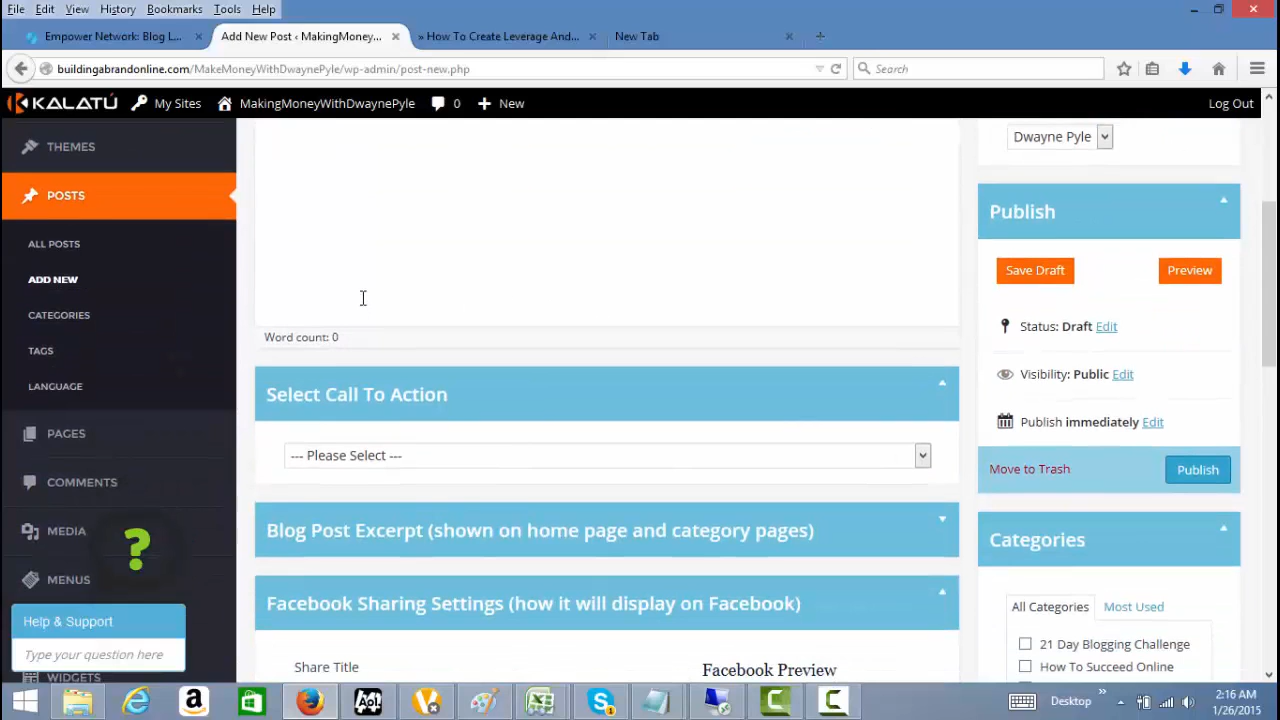 File Edit View History Bookmarks Tools Help
Empower Network: Blog L... Add New Post ‹ MakingMoney... » How To Create Leverage And... New Tab
buildingabrandonline.com/MakeMoneyWithDwaynePyle/wp-admin/post-new.php Search
KALATÚ My Sites MakingMoneyWithDwaynePyle 0 New Log Out
THEMES
POSTS
ALL POSTS
ADD NEW
CATEGORIES
TAGS
LANGUAGE
PAGES
COMMENTS
MEDIA
?
MENUS
Help & Support
Type your question here
WIDGETS
Word count: 0
Select Call To Action
--- Please Select ---
Blog Post Excerpt (shown on home page and category pages)
Facebook Sharing Settings (how it will display on Facebook)
Share Title
Facebook Preview
Dwayne Pyle
Publish
Save Draft Preview
Status: Draft Edit
Visibility: Public Edit
Publish immediately Edit
Move to Trash Publish
Categories
All Categories Most Used
21 Day Blogging Challenge
How To Succeed Online
Desktop
2:16 AM
1/26/2015